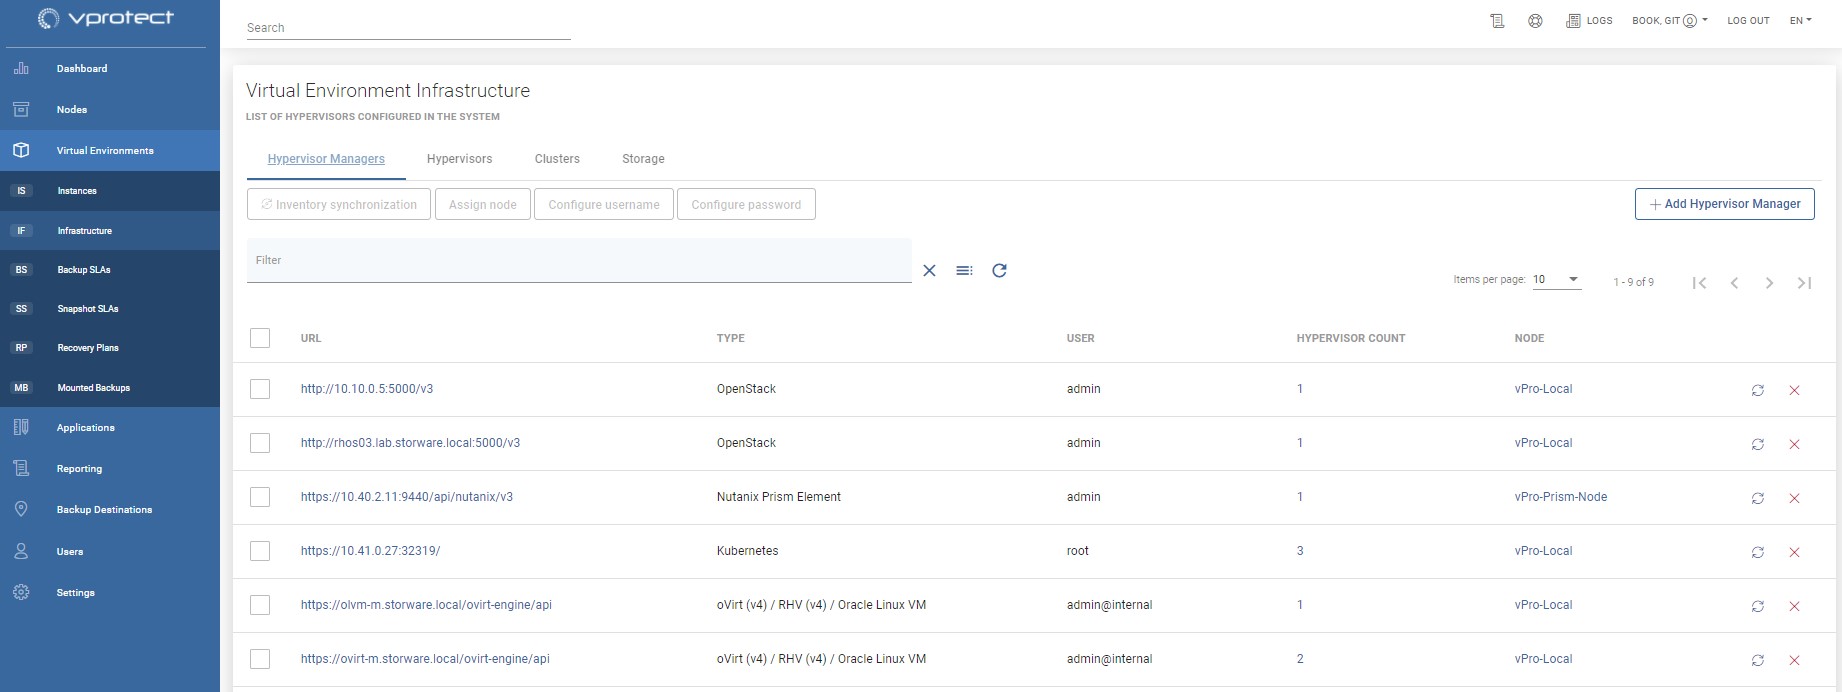 vprotect
Search
LOGS
BOOK, GIT
LOG OUT
EN
Dashboard
Nodes
Virtual Environments
IS Instances
IF Infrastructure
BS Backup SLAs
SS Snapshot SLAs
RP Recovery Plans
MB Mounted Backups
Applications
Reporting
Backup Destinations
Users
Settings
Virtual Environment Infrastructure
LIST OF HYPERVISORS CONFIGURED IN THE SYSTEM
Hypervisor Managers Hypervisors Clusters Storage
Inventory synchronization Assign node Configure username Configure password + Add Hypervisor Manager
Filter
Items per page: 10 1 - 9 of 9
URL TYPE USER HYPERVISOR COUNT NODE
http://10.10.0.5:5000/v3 OpenStack admin 1 vPro-Local
http://rhos03.lab.storware.local:5000/v3 OpenStack admin 1 vPro-Local
https://10.40.2.11:9440/api/nutanix/v3 Nutanix Prism Element admin 1 vPro-Prism-Node
https://10.41.0.27:32319/ Kubernetes root 3 vPro-Local
https://olvm-m.storware.local/ovirt-engine/api oVirt (v4) / RHV (v4) / Oracle Linux VM admin@internal 1 vPro-Local
https://ovirt-m.storware.local/ovirt-engine/api oVirt (v4) / RHV (v4) / Oracle Linux VM admin@internal 2 vPro-Local